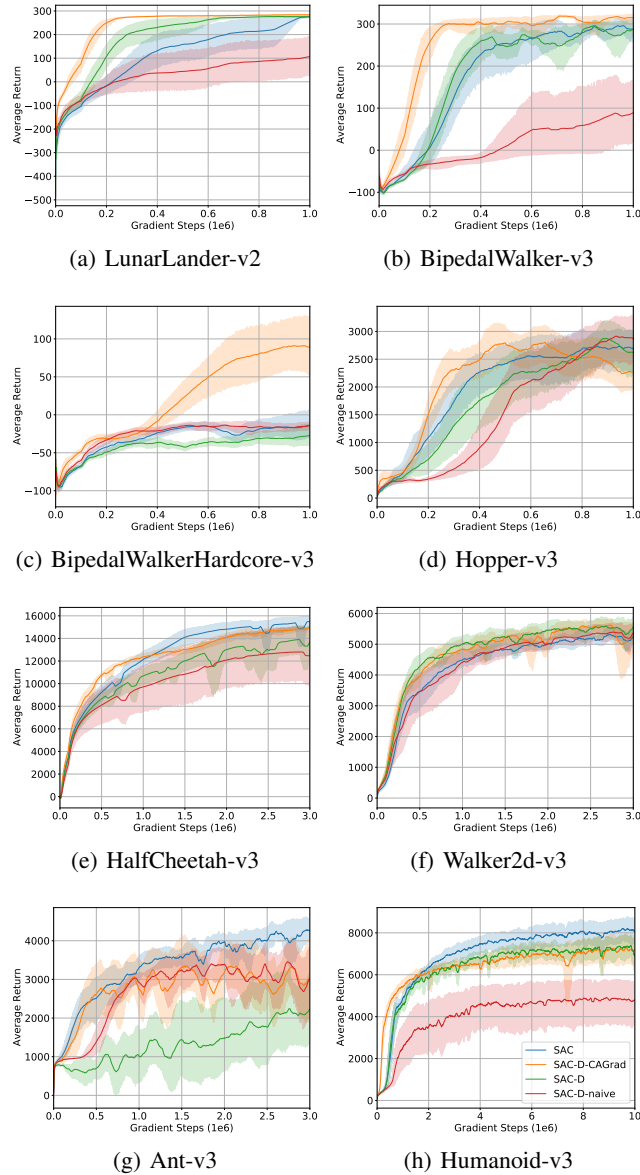 300
200
100
0
−100
−200
−300
−400
−500
Average Return
0.0 0.2 0.4 0.6 0.8 1.0
Gradient Steps (1e6)
(a) LunarLander-v2
300
200
100
0
−100
Average Return
0.0 0.2 0.4 0.6 0.8 1.0
Gradient Steps (1e6)
(b) BipedalWalker-v3
100
50
0
−50
−100
Average Return
0.0 0.2 0.4 0.6 0.8 1.0
Gradient Steps (1e6)
(c) BipedalWalkerHardcore-v3
3000
2500
2000
1500
1000
500
0
Average Return
0.0 0.2 0.4 0.6 0.8 1.0
Gradient Steps (1e6)
(d) Hopper-v3
16000
14000
12000
10000
8000
6000
4000
2000
0
Average Return
0.0 0.5 1.0 1.5 2.0 2.5 3.0
Gradient Steps (1e6)
(e) HalfCheetah-v3
6000
5000
4000
3000
2000
1000
0
Average Return
0.0 0.5 1.0 1.5 2.0 2.5 3.0
Gradient Steps (1e6)
(f) Walker2d-v3
4000
3000
2000
1000
0
Average Return
0.0 0.5 1.0 1.5 2.0 2.5 3.0
Gradient Steps (1e6)
(g) Ant-v3
8000
6000
4000
2000
0
Average Return
SAC
SAC-D-CAGrad
SAC-D
SAC-D-naive
0 2 4 6 8 10
Gradient Steps (1e6)
(h) Humanoid-v3